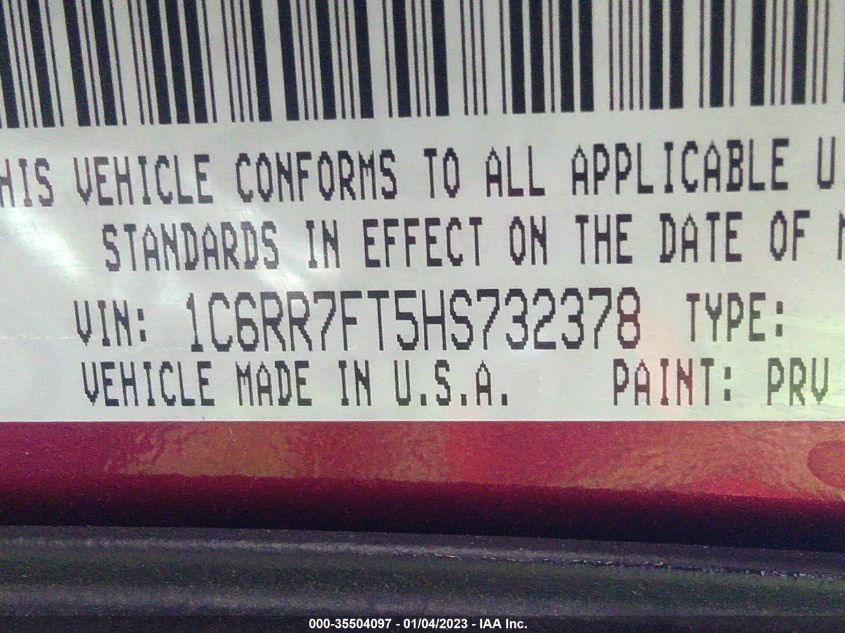 HIS VEHICLE CONFORMS TO ALL APPLICABLE U.
STANDARDS IN EFFECT ON THE DATE OF M
VIN: 1C6RR7FT5HS732378 TYPE:
VEHICLE MADE IN U.S.A. PAINT: PRV
000-35504097 - 01/04/2023 - IAA Inc.